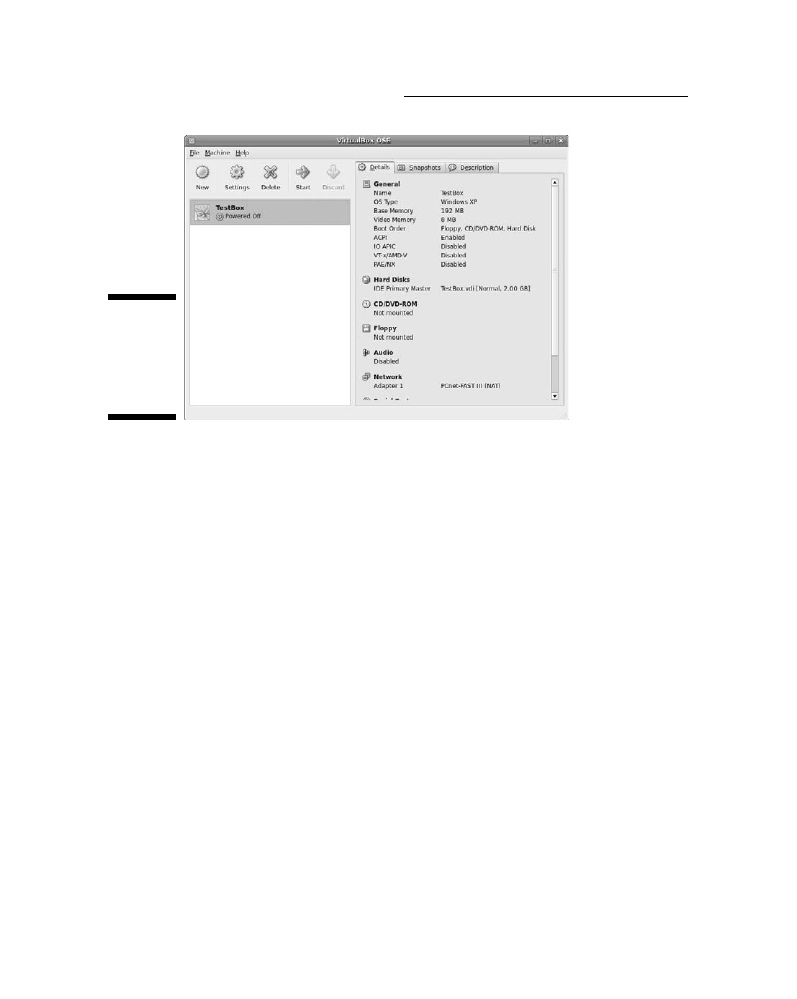 VirtualBox OSE
File Machine Help
New Settings Delete Start Discard
TestBox
Powered Off
Details Snapshots Description
General
Name TestBox
OS Type Windows XP
Base Memory 192 MB
Video Memory 8 MB
Boot Order Floppy, CD/DVD-ROM, Hard Disk
ACPI Enabled
IO APIC Disabled
VT-x/AMD-V Disabled
PAE/NX Disabled
Hard Disks
IDE Primary Master TestBox.vdi [Normal, 2.00 GB]
CD/DVD-ROM
Not mounted
Floppy
Not mounted
Audio
Disabled
Network
Adapter 1 PCnet-FAST III (NAT)